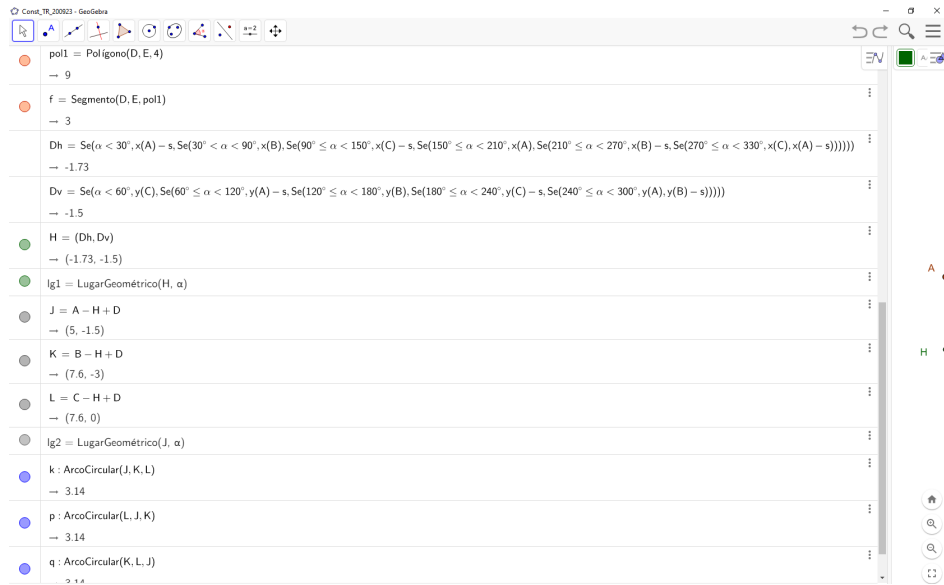 Const_TR_200923 - GeoGebra
a=2
pol1 = Polígono(D, E, 4)
→ 9
f = Segmento(D, E, pol1)
→ 3
Dh = Se(α < 30°, x(A) − s, Se(30° < α < 90°, x(B), Se(90° ≤ α < 150°, x(C) − s, Se(150° ≤ α < 210°, x(A), Se(210° ≤ α < 270°, x(B) − s, Se(270° ≤ α < 330°, x(C), x(A) − s))))))
→ -1.73
Dv = Se(α < 60°, y(C), Se(60° ≤ α < 120°, y(A) − s, Se(120° ≤ α < 180°, y(B), Se(180° ≤ α < 240°, y(C) − s, Se(240° ≤ α < 300°, y(A), y(B) − s)))))
→ -1.5
H = (Dh, Dv)
→ (-1.73, -1.5)
lg1 = LugarGeométrico(H, α)
J = A − H + D
→ (5, -1.5)
K = B − H + D
→ (7.6, -3)
L = C − H + D
→ (7.6, 0)
lg2 = LugarGeométrico(J, α)
k : ArcoCircular(J, K, L)
→ 3.14
p : ArcoCircular(L, J, K)
→ 3.14
q : ArcoCircular(K, L, J)
→ 3.14
A
H